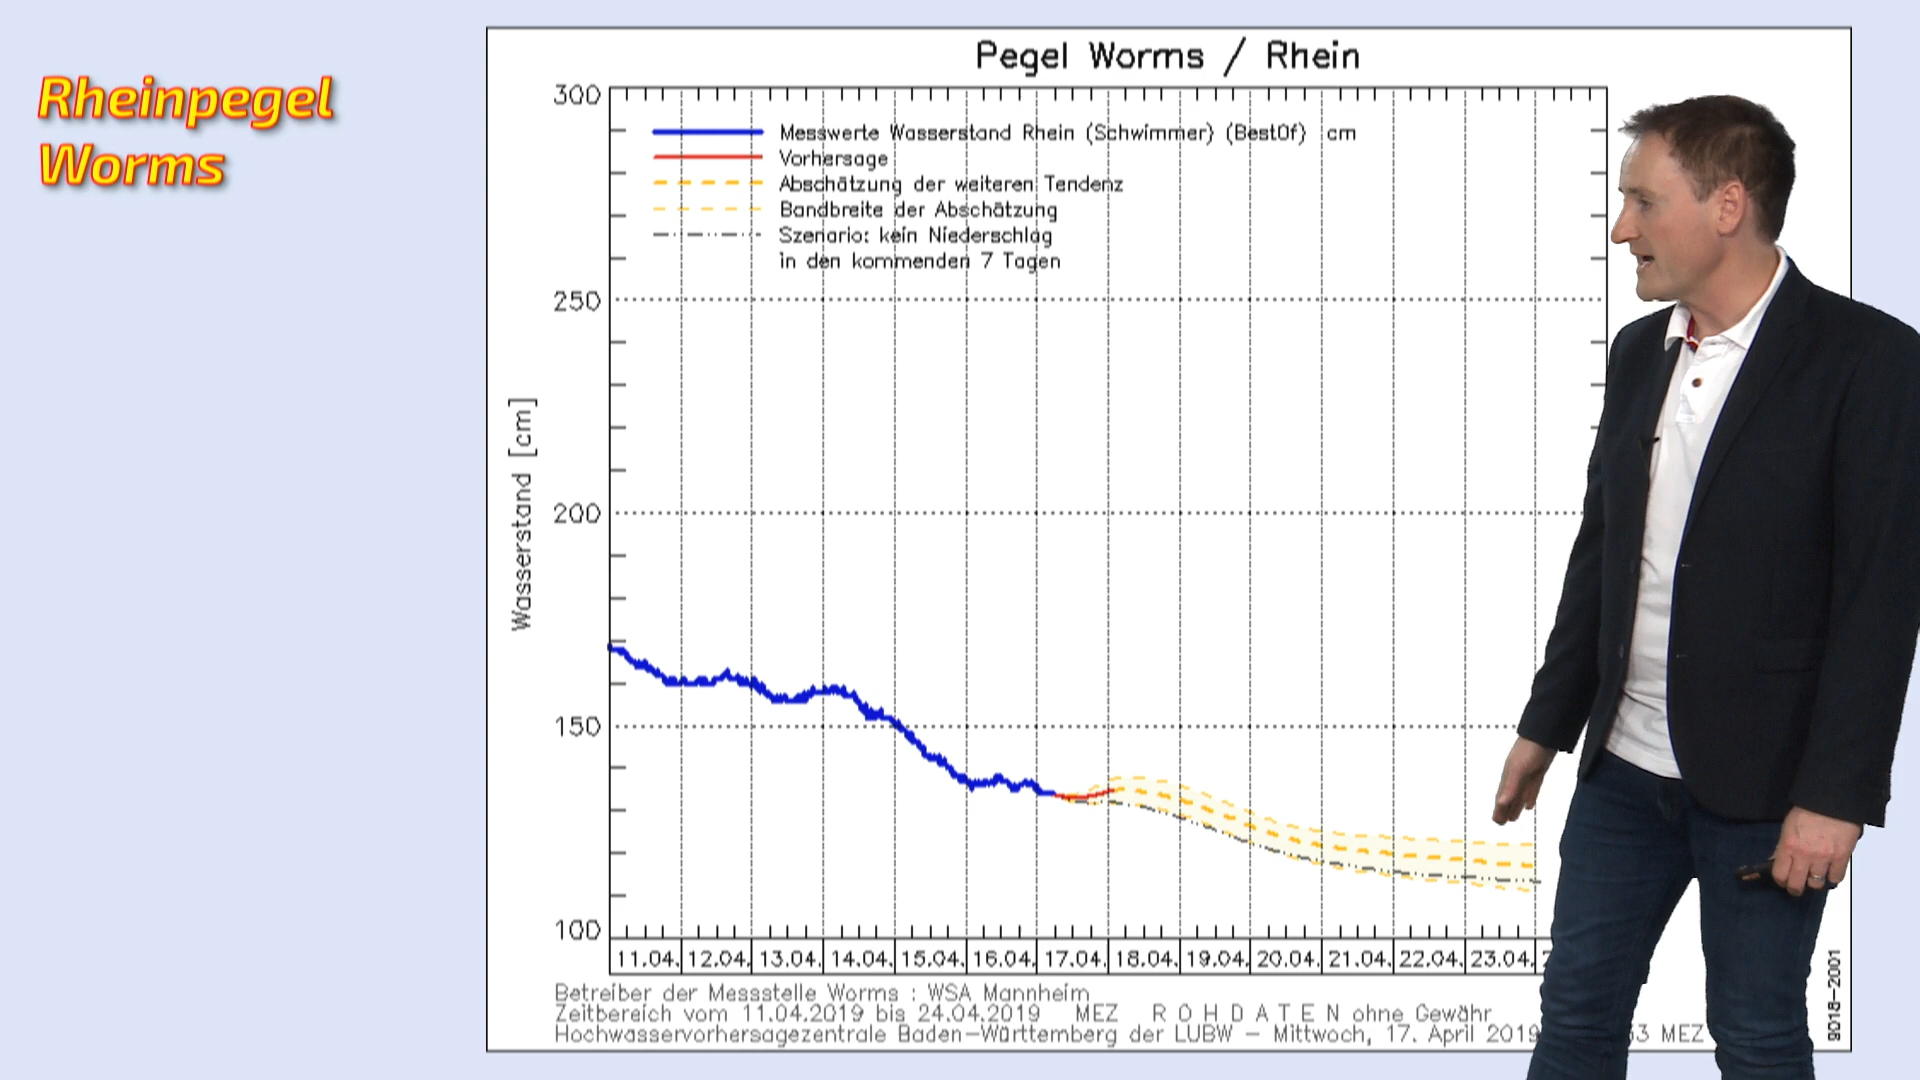 Rheinpegel
Worms
Pegel Worms / Rhein
300
250
200
150
100
Wasserstand [cm]
Messwerte Wasserstand Rhein (Schwimmer) (BestOf) cm
Vorhersage
Abschätzung der weiteren Tendenz
Bandbreite der Abschätzung
Szenario: kein Niederschlag
in den kommenden 7 Tagen
11.04. 12.04. 13.04. 14.04. 15.04. 16.04. 17.04. 18.04. 19.04. 20.04. 21.04. 22.04. 23.04.
Betreiber der Messstelle Worms : WSA Mannheim
Zeitbereich vom 11.04.2019 bis 24.04.2019 MEZ R O H D A T E N ohne Gewähr
Hochwasservorhersagezentrale Baden-Württemberg der LUBW - Mittwoch, 17. April 2019 MEZ
9018-2001